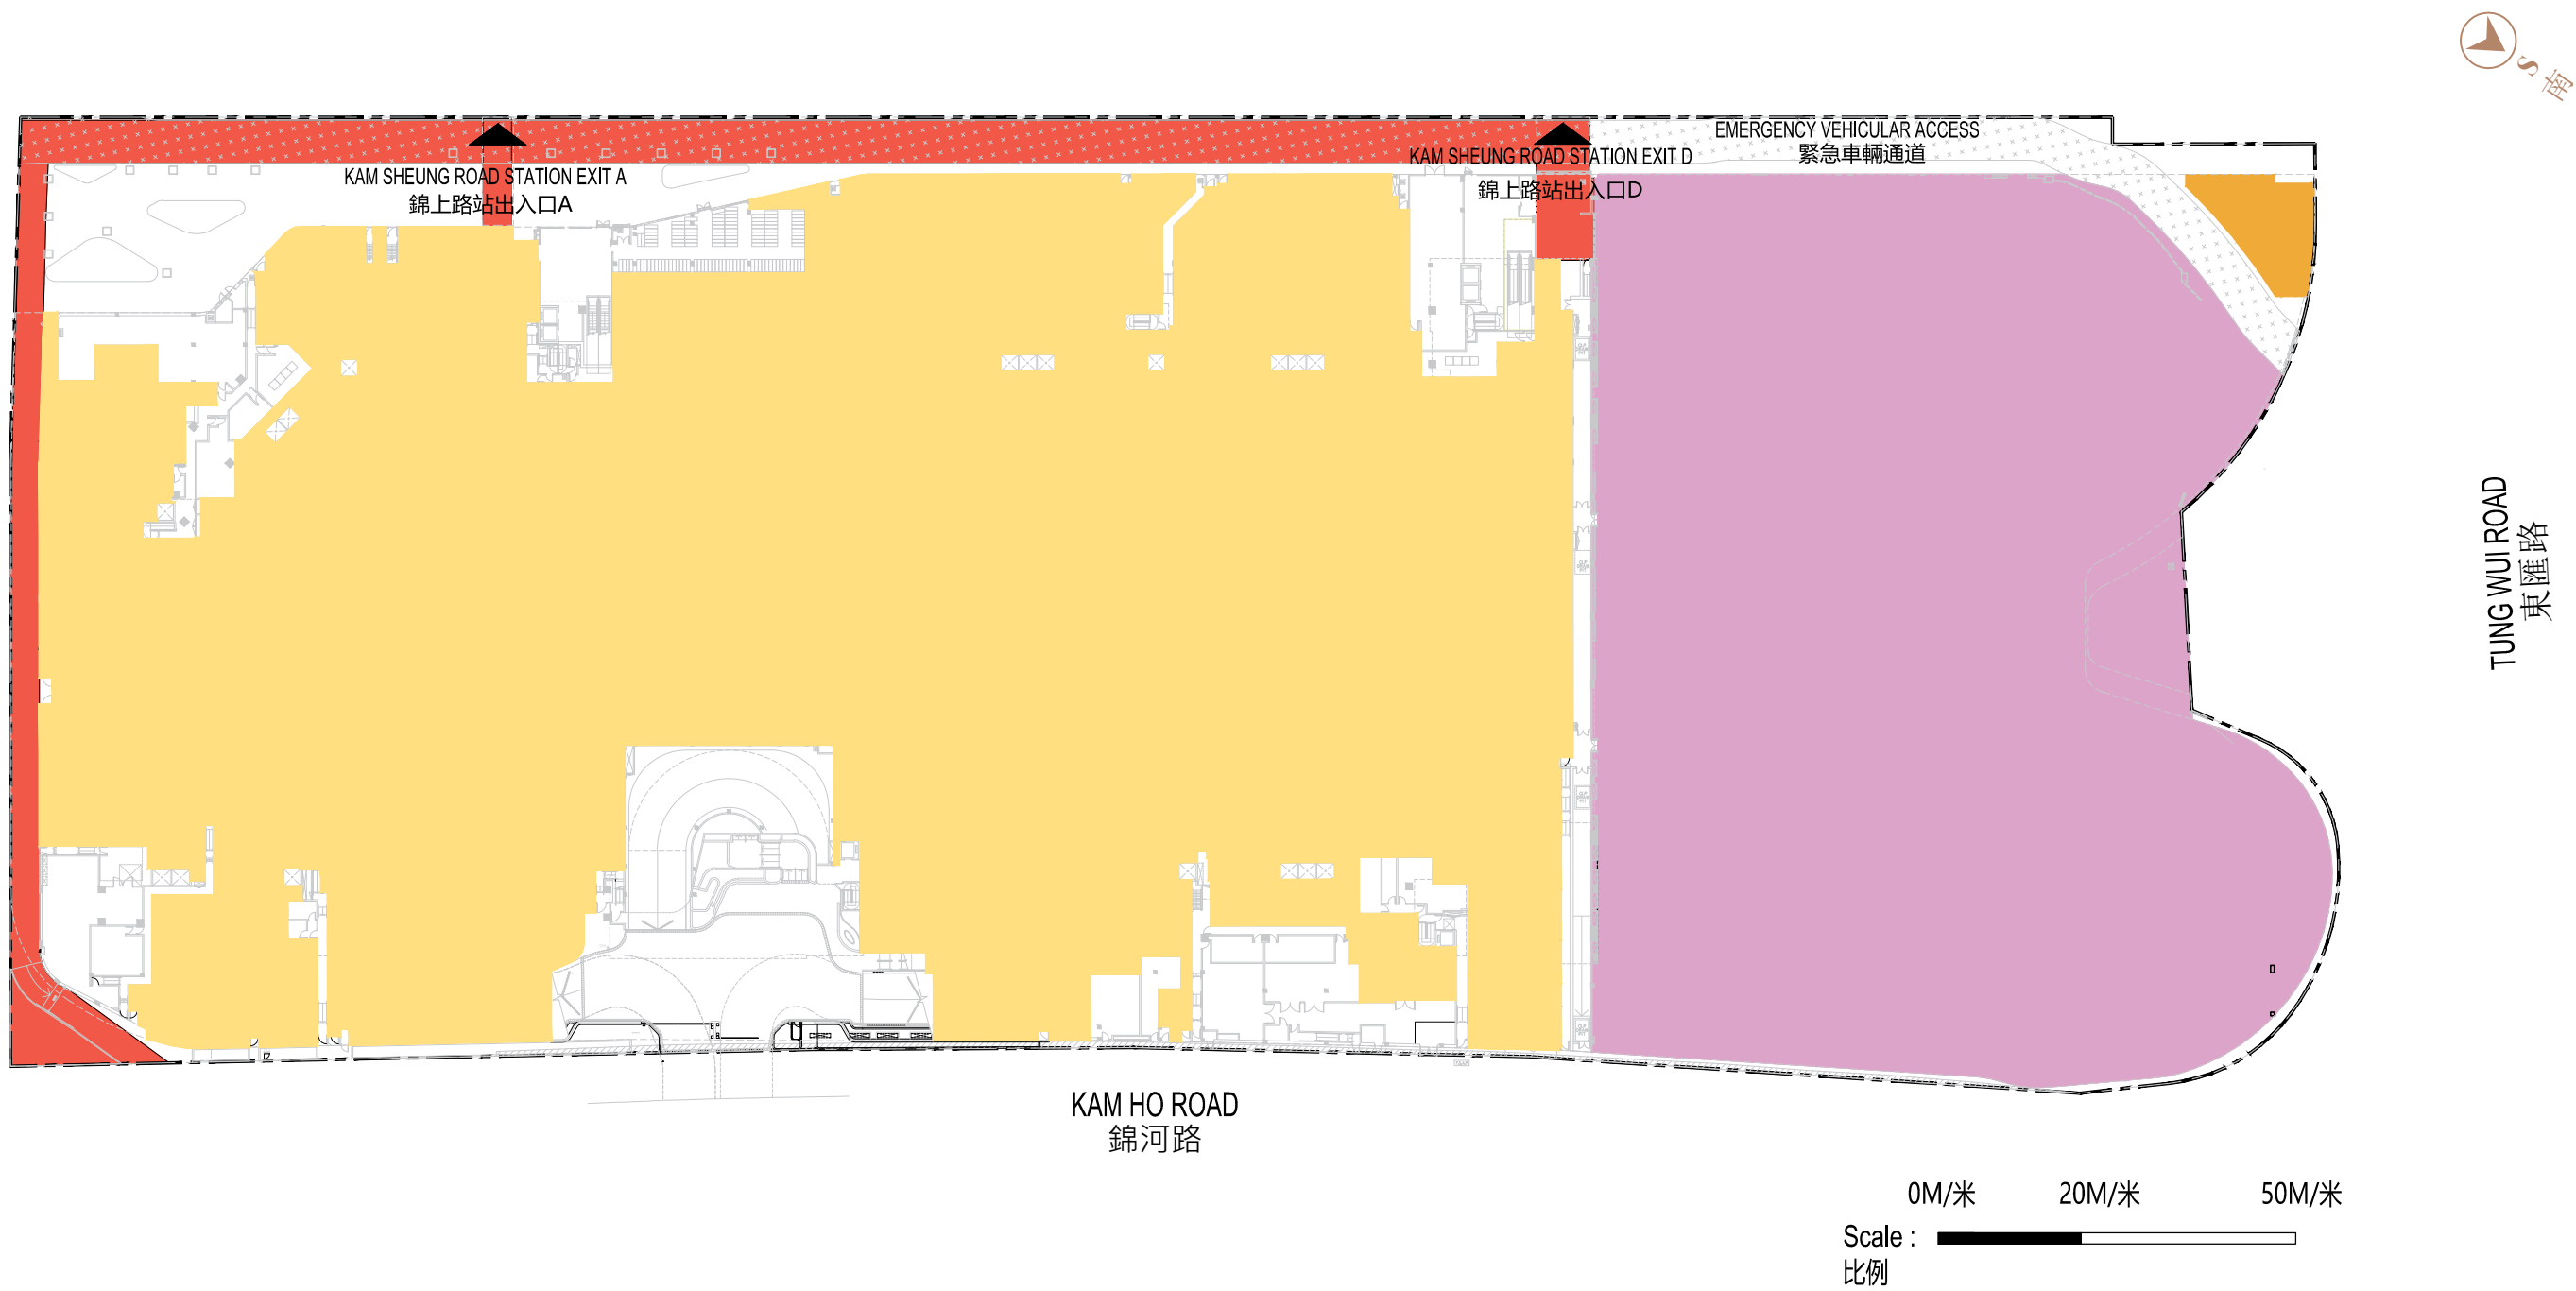 S 南
EMERGENCY VEHICULAR ACCESS
緊急車輛通道
KAM SHEUNG ROAD STATION EXIT D
錦上路站出入口D
KAM SHEUNG ROAD STATION EXIT A
錦上路站出入口A
TUNG WUI ROAD
東匯路
KAM HO ROAD
錦河路
0M/米 20M/米 50M/米
Scale :
比例